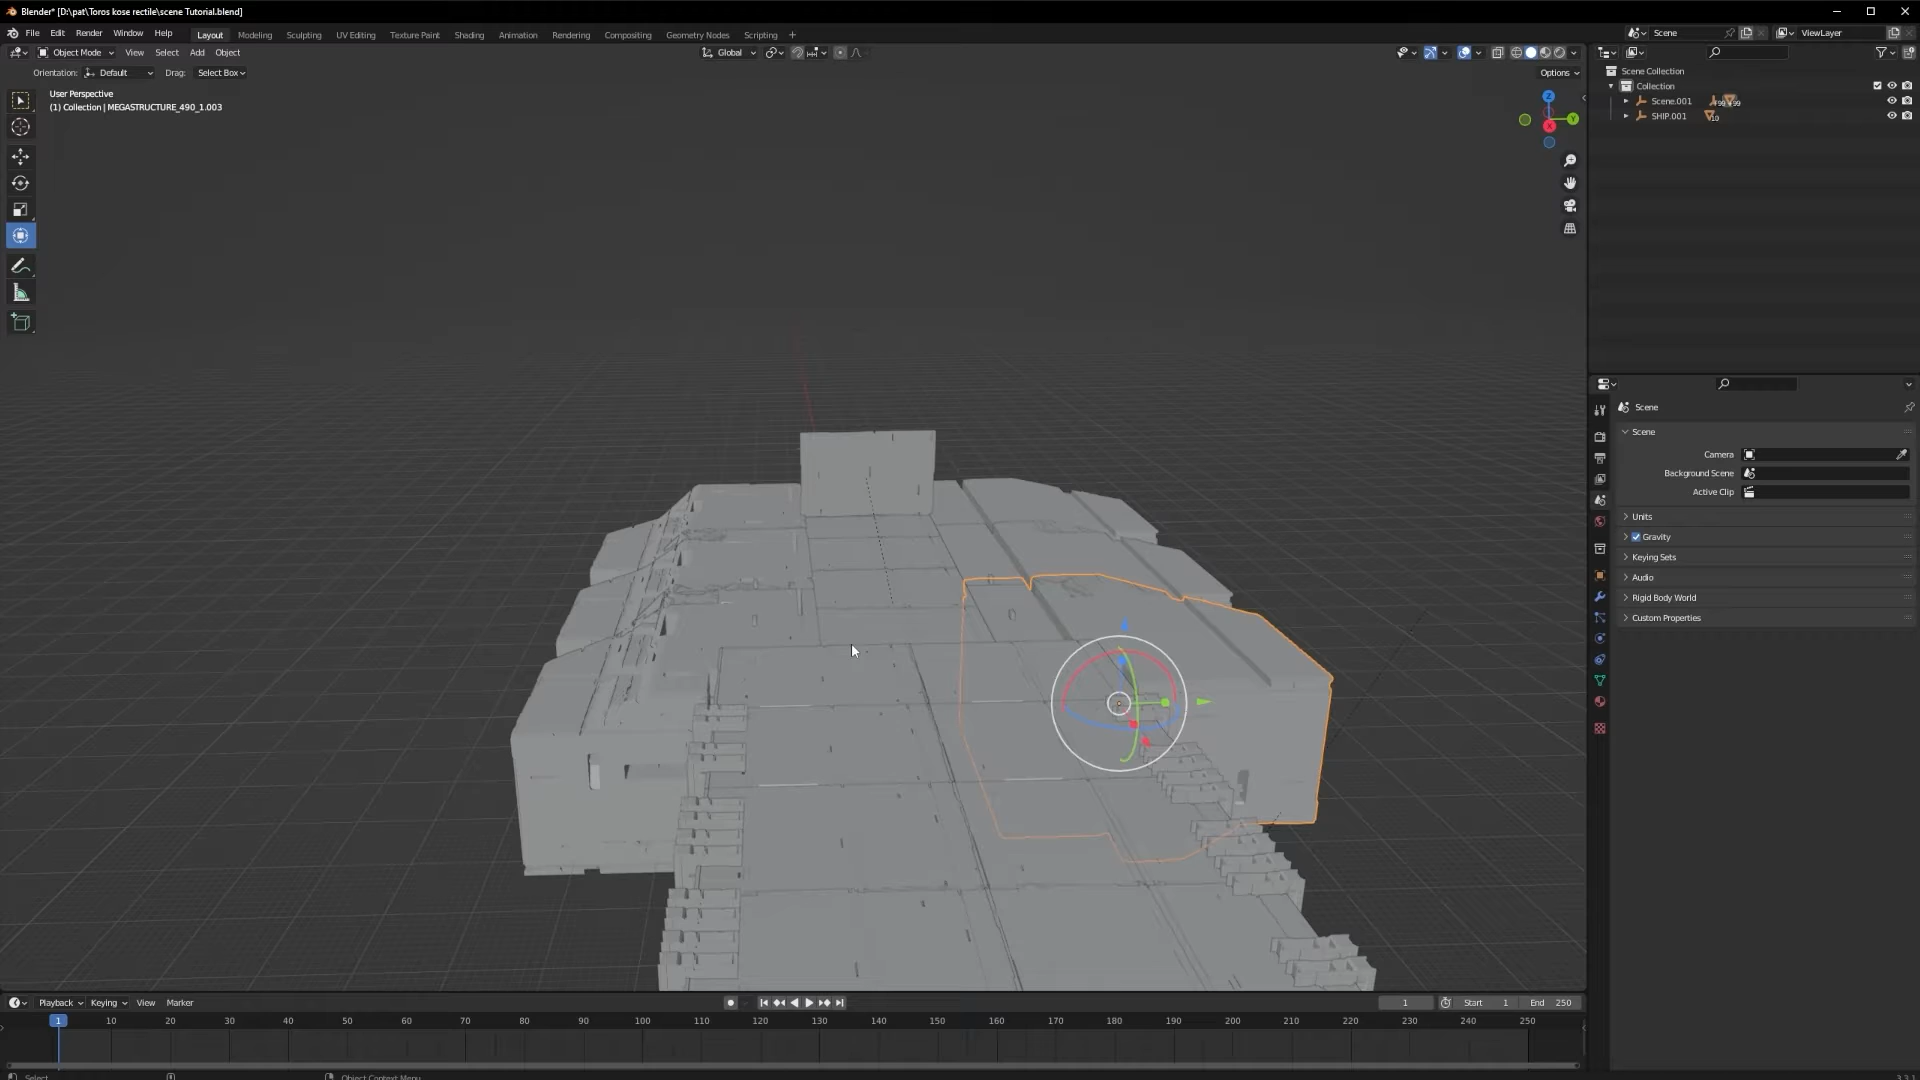 Blender* [D:\pat\Toros kose rectile\scene Tutorial.blend]
File Edit Render Window Help Layout Modeling Sculpting UV Editing Texture Paint Shading Animation Rendering Compositing Geometry Nodes Scripting + Scene ViewLayer
Object Mode View Select Add Object Global
Orientation: Default Drag: Select Box Options
User Perspective
(1) Collection | MEGASTRUCTURE_490_1.003
Z
Y
X
Scene Collection
Collection
Scene.001
SHIP.001 10
Scene
Scene
Camera
Background Scene
Active Clip
Units
Gravity
Keying Sets
Audio
Rigid Body World
Custom Properties
Playback Keying View Marker 1 Start 1 End 250
1 10 20 30 40 50 60 70 80 90 100 110 120 130 140 150 160 170 180 190 200 210 220 230 240 250
Select Object Context Menu 3.3.1